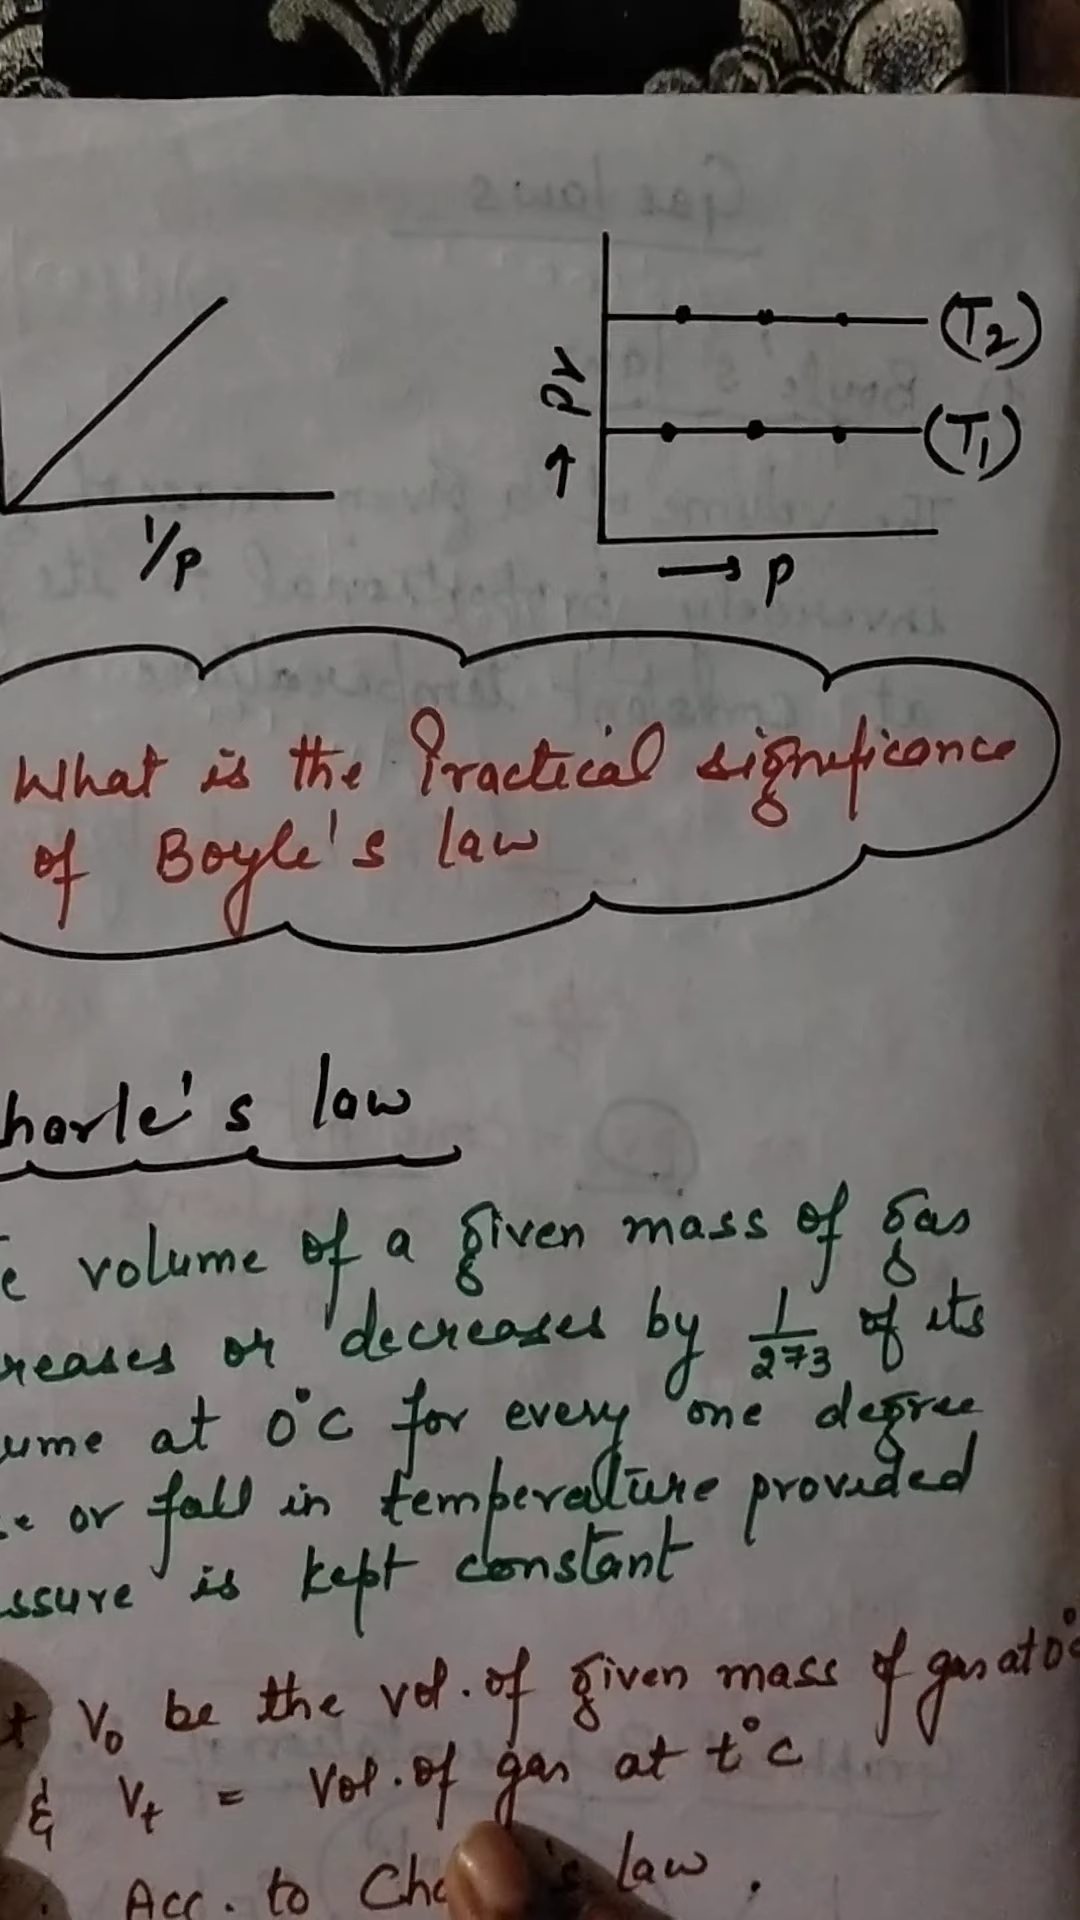 (T2)
PV
(T1)
1/P
→ P
What is the Practical significance
of Boyle's law
harle's law
volume of a given mass of gas
reases or decreases by 1/273 of its
ume at 0°C for every one degree
or fall in temperature provided
ssure is kept constant
V0 be the vol. of given mass of gas at 0°
& Vt = Vol. of gas at t°c
Acc. to law.